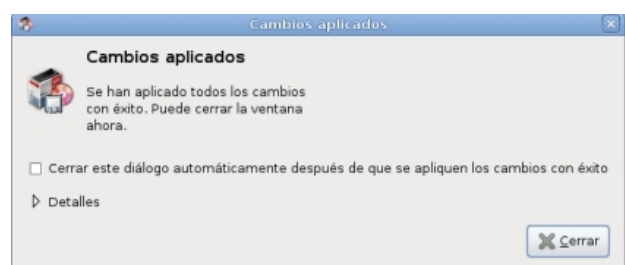 Cambios aplicados
Cambios aplicados
Se han aplicado todos los cambios
con éxito. Puede cerrar la ventana
ahora.
Cerrar este diálogo automáticamente después de que se apliquen los cambios con éxito
Detalles
Cerrar